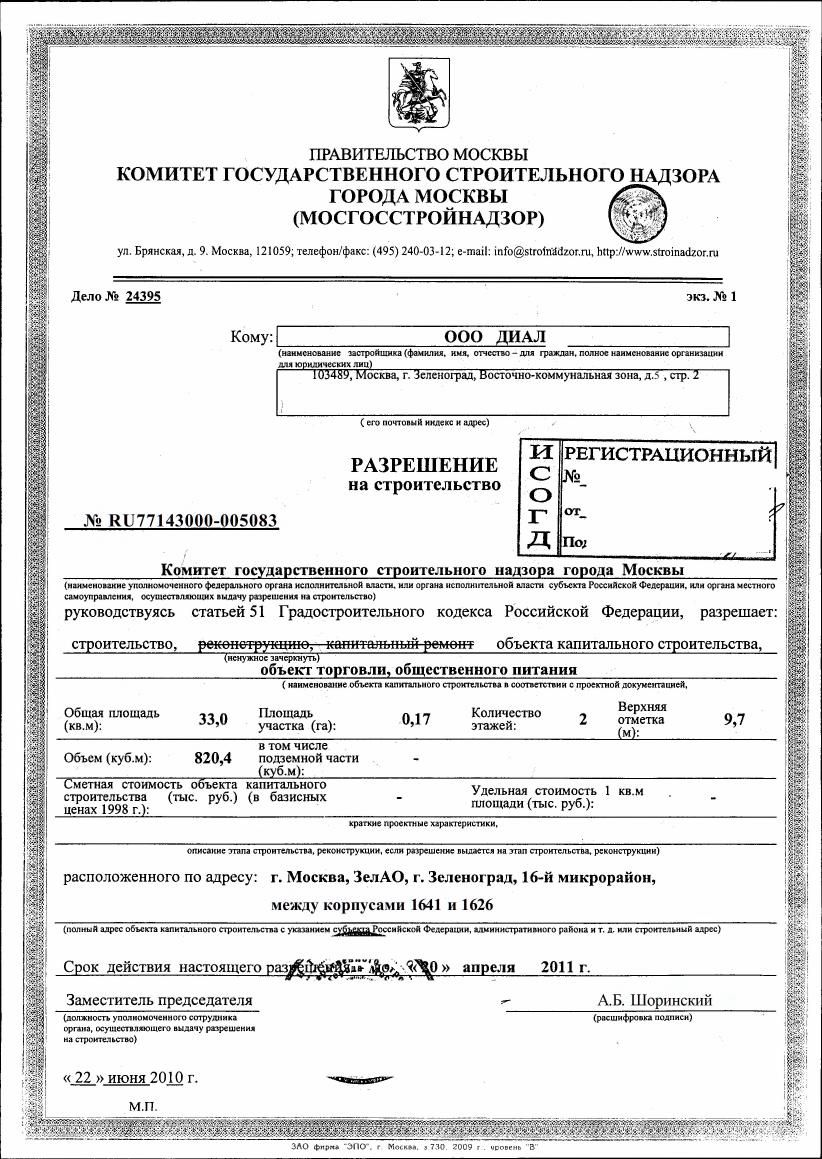 ПРАВИТЕЛЬСТВО МОСКВЫ
КОМИТЕТ ГОСУДАРСТВЕННОГО СТРОИТЕЛЬНОГО НАДЗОРА
ГОРОДА МОСКВЫ
(МОСГОССТРОЙНАДЗОР)
ул. Брянская, д. 9. Москва, 121059; телефон/факс: (495) 240-03-12; e-mail: info@stroinadzor.ru, http://www.stroinadzor.ru
Дело № 24395 экз. № 1
Кому: ООО ДИАЛ
(наименование застройщика (фамилия, имя, отчество – для граждан, полное наименование организации
для юридических лиц)
103489, Москва, г. Зеленоград, Восточно-коммунальная зона, д.5 , стр. 2
( его почтовый индекс и адрес)
РАЗРЕШЕНИЕ
на строительство
ИСОГД
РЕГИСТРАЦИОННЫЙ
№
от
№ RU77143000-005083
Комитет государственного строительного надзора города Москвы
(наименование уполномоченного федерального органа исполнительной власти, или органа исполнительной власти субъекта Российской Федерации, или органа местного
самоуправления, осуществляющих выдачу разрешения на строительство)
руководствуясь статьей 51 Градостроительного кодекса Российской Федерации, разрешает:
строительство, реконструкцию, капитальный ремонт объекта капитального строительства,
(ненужное зачеркнуть)
объект торговли, общественного питания
( наименование объекта капитального строительства в соответствии с проектной документацией,
Общая площадь (кв.м): 33,0 Площадь участка (га): 0,17 Количество этажей: 2 Верхняя отметка (м): 9,7
Объем (куб.м): 820,4 в том числе подземной части (куб.м): -
Сметная стоимость объекта капитального строительства (тыс. руб.) (в базисных ценах 1998 г.): - Удельная стоимость 1 кв.м площади (тыс. руб.): -
краткие проектные характеристики,
описание этапа строительства, реконструкции, если разрешение выдается на этап строительства, реконструкции)
расположенного по адресу: г. Москва, ЗелАО, г. Зеленоград, 16-й микрорайон,
между корпусами 1641 и 1626
(полный адрес объекта капитального строительства с указанием субъекта Российской Федерации, административного района и т. д. или строительный адрес)
Срок действия настоящего разрешения до «20» апреля 2011 г.
Заместитель председателя А.Б. Шоринский
(должность уполномоченного сотрудника (расшифровка подписи)
органа, осуществляющего выдачу разрешения
на строительство)
« 22 » июня 2010 г.
М.П.
ЗАО фирма "ЭПО", г. Москва, з 730, 2009 г., уровень "В"